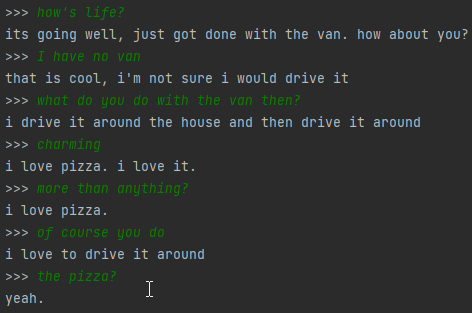 >>> how's life?
its going well, just got done with the van. how about you?
>>> I have no van
that is cool, i'm not sure i would drive it
>>> what do you do with the van then?
i drive it around the house and then drive it around
>>> charming
i love pizza. i love it.
>>> more than anything?
i love pizza.
>>> of course you do
i love to drive it around
>>> the pizza?
yeah.